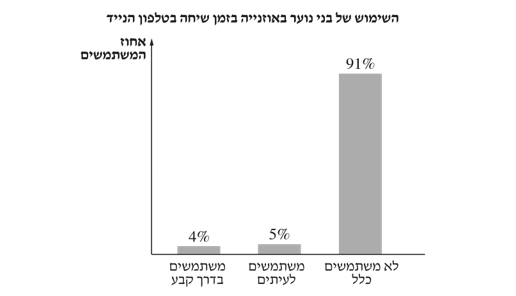 השימוש של בני נוער באוזנייה בזמן שיחה בטלפון הנייד
אחוז
המשתמשים
91%
5%
4%
לא משתמשים
כלל
משתמשים
לעיתים
משתמשים
בדרך קבע